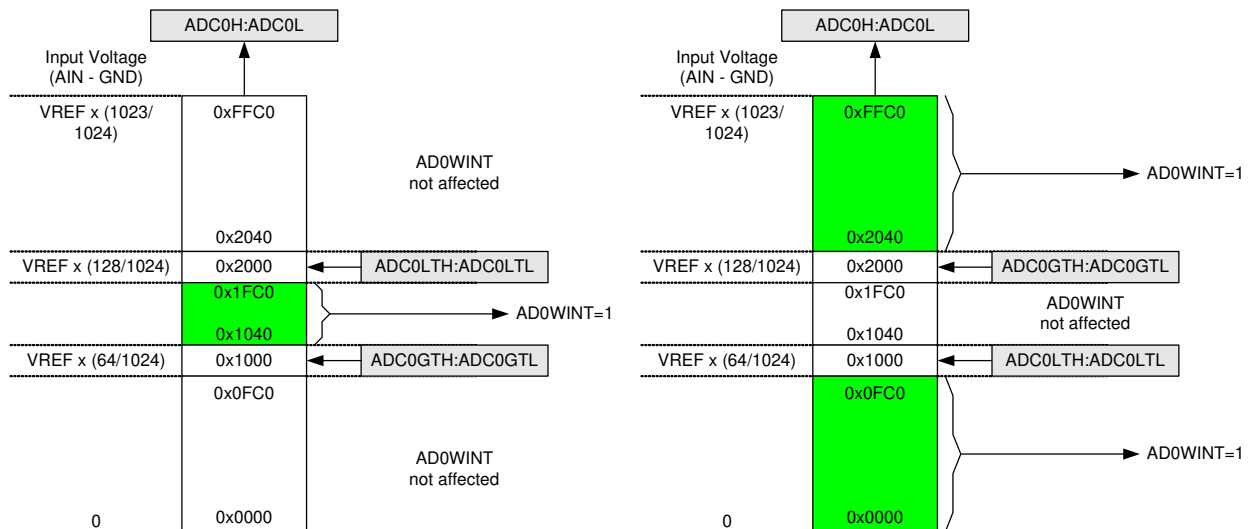 ADC0H:ADC0L
Input Voltage
(AIN - GND)
VREF x (1023/
1024)
0xFFC0
AD0WINT
not affected
0x2040
VREF x (128/1024)
0x2000
ADC0LTH:ADC0LTL
0x1FC0
AD0WINT=1
0x1040
VREF x (64/1024)
0x1000
ADC0GTH:ADC0GTL
0x0FC0
AD0WINT
not affected
0
0x0000
ADC0H:ADC0L
Input Voltage
(AIN - GND)
VREF x (1023/
1024)
0xFFC0
AD0WINT=1
0x2040
VREF x (128/1024)
0x2000
ADC0GTH:ADC0GTL
0x1FC0
AD0WINT
not affected
0x1040
VREF x (64/1024)
0x1000
ADC0LTH:ADC0LTL
0x0FC0
AD0WINT=1
0
0x0000